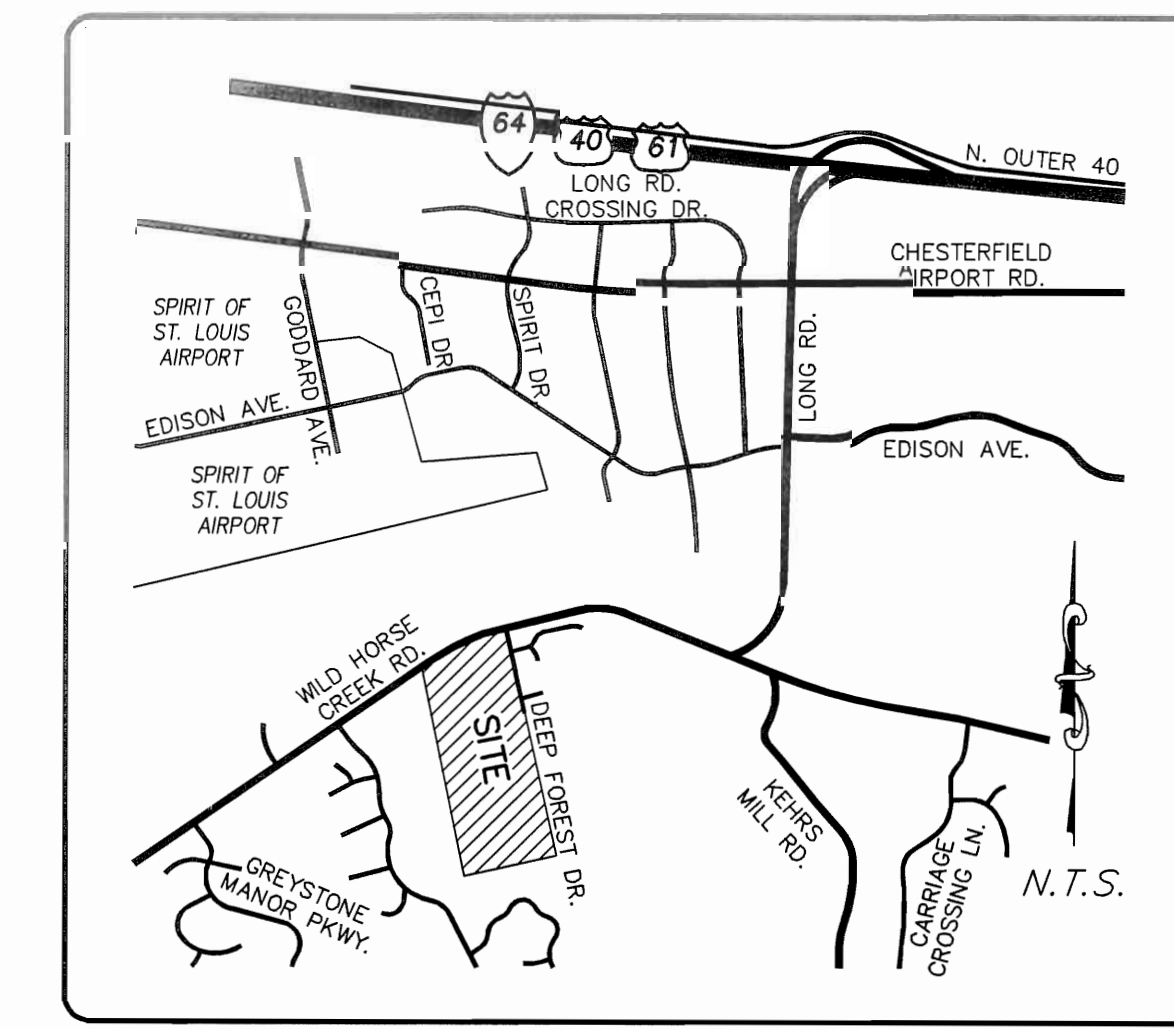 64
40
61
N. OUTER 40
LONG RD.
CROSSING DR.
CHESTERFIELD
AIRPORT RD.
SPIRIT OF
ST. LOUIS
AIRPORT
GODDARD AVE.
CEPI DR.
SPIRIT DR.
LONG RD.
EDISON AVE.
EDISON AVE.
SPIRIT OF
ST. LOUIS
AIRPORT
WILD HORSE
CREEK RD.
SITE
DEEP FOREST DR.
KEHRS
MILL RD.
GREYSTONE
MANOR PKWY.
CARRIAGE
CROSSING LN.
N.T.S.